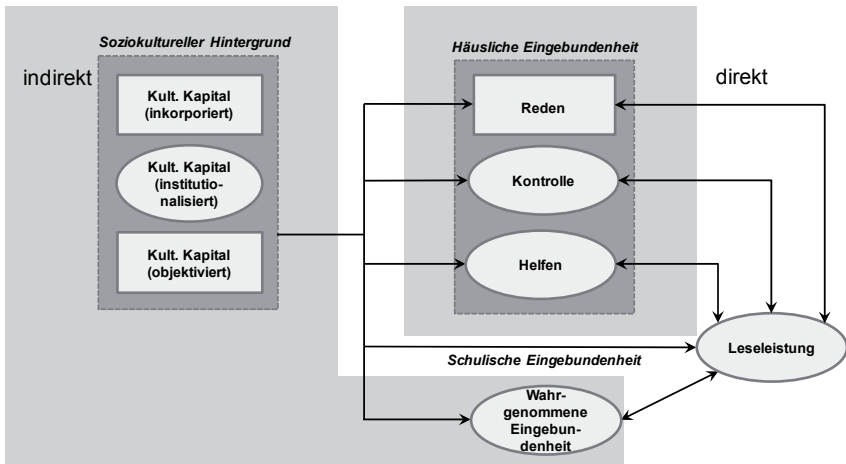 Soziokultureller Hintergrund
indirekt
Kult. Kapital
(inkorporiert)
Kult. Kapital
(institutio-
nalisiert)
Kult. Kapital
(objektiviert)
Häusliche Eingebundenheit
direkt
Reden
Kontrolle
Helfen
Leseleistung
Schulische Eingebundenheit
Wahr-
genommene
Eingebun-
denheit